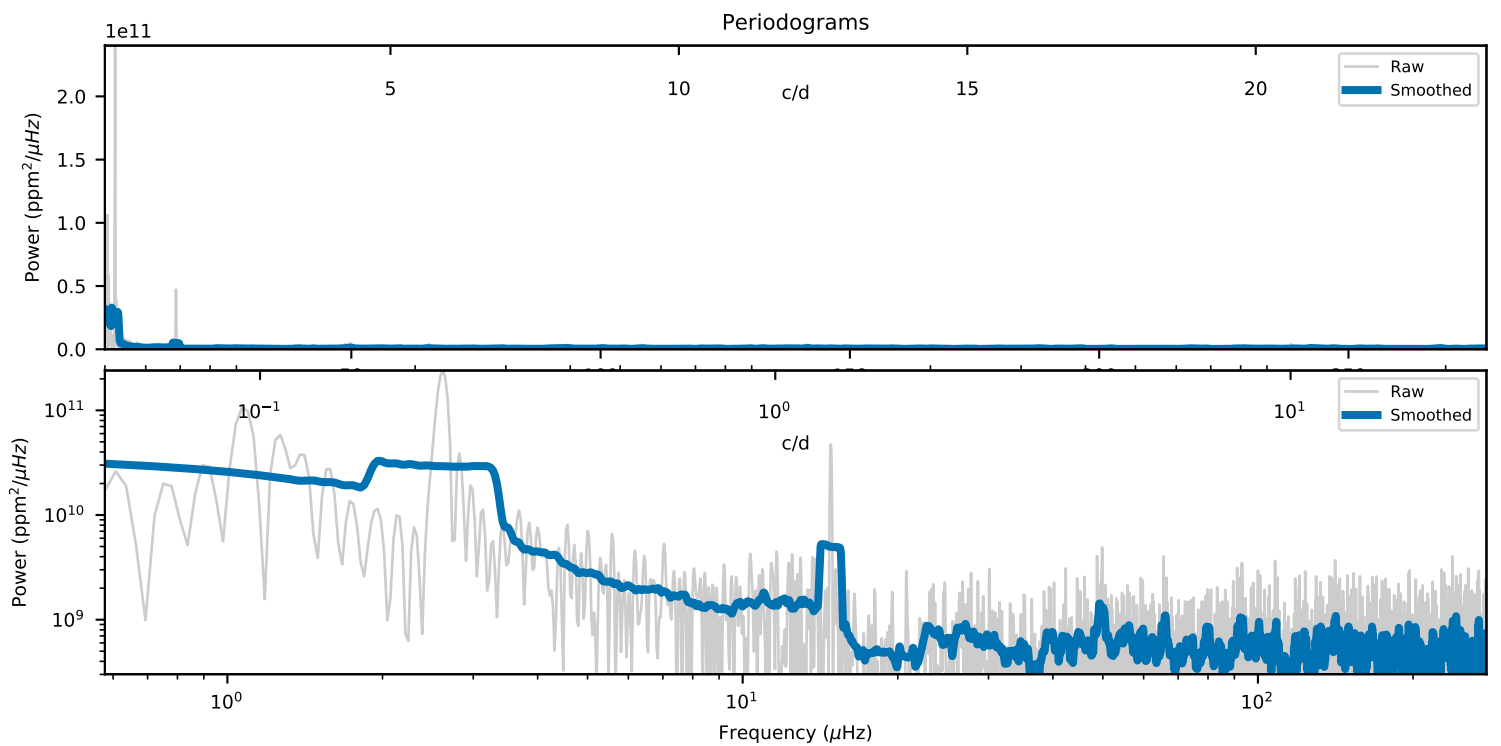 Periodograms
1e11
Power (ppm²/μHz)
2.0
1.5
1.0
0.5
0.0
5
10
15
20
c/d
Raw
Smoothed
Power (ppm²/μHz)
10¹¹
10¹⁰
10⁹
10⁻¹
10⁰
10¹
c/d
Raw
Smoothed
10⁰
10¹
10²
Frequency (μHz)